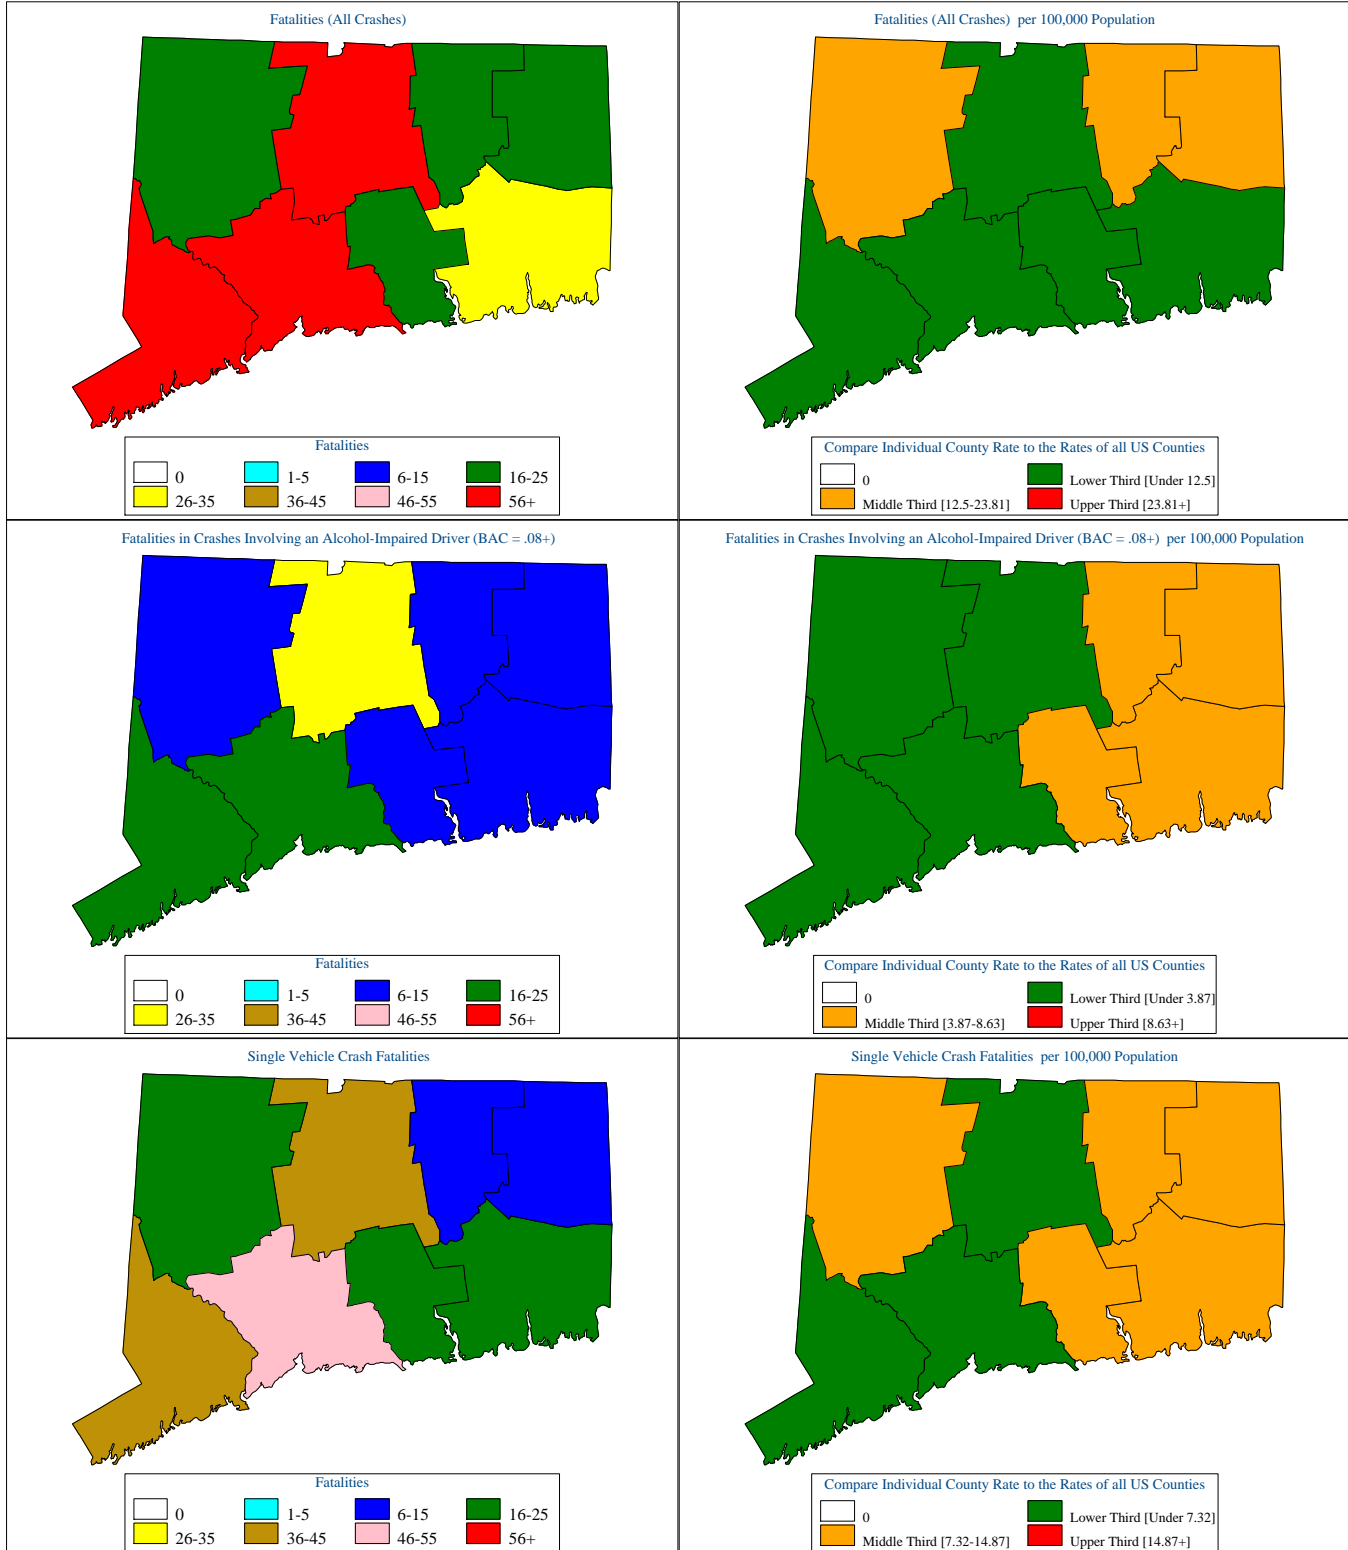 Fatalities (All Crashes)
Fatalities
0 1-5 6-15 16-25
26-35 36-45 46-55 56+
Fatalities (All Crashes) per 100,000 Population
Compare Individual County Rate to the Rates of all US Counties
0 Lower Third [Under 12.5]
Middle Third [12.5-23.81] Upper Third [23.81+]
Fatalities in Crashes Involving an Alcohol-Impaired Driver (BAC = .08+)
Fatalities
0 1-5 6-15 16-25
26-35 36-45 46-55 56+
Fatalities in Crashes Involving an Alcohol-Impaired Driver (BAC = .08+) per 100,000 Population
Compare Individual County Rate to the Rates of all US Counties
0 Lower Third [Under 3.87]
Middle Third [3.87-8.63] Upper Third [8.63+]
Single Vehicle Crash Fatalities
Fatalities
0 1-5 6-15 16-25
26-35 36-45 46-55 56+
Single Vehicle Crash Fatalities per 100,000 Population
Compare Individual County Rate to the Rates of all US Counties
0 Lower Third [Under 7.32]
Middle Third [7.32-14.87] Upper Third [14.87+]